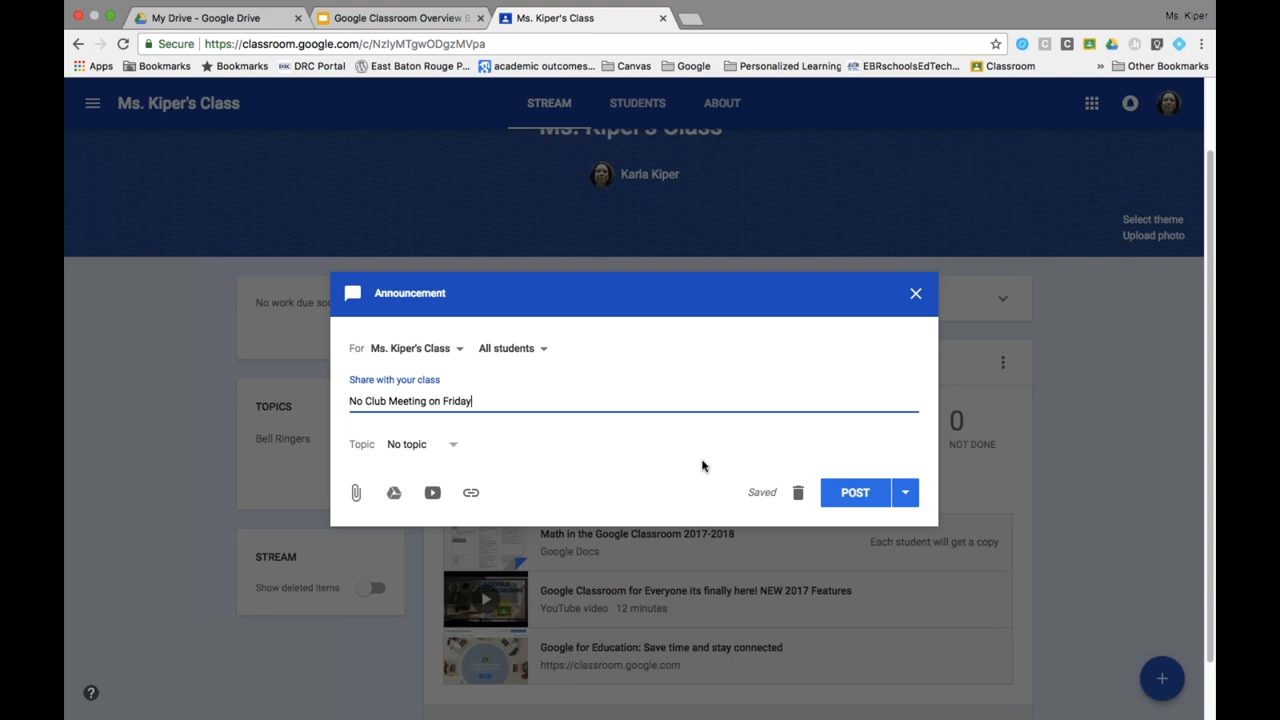 My Drive - Google Drive
Google Classroom Overview
Ms. Kiper's Class
Ms. Kiper
Secure
https://classroom.google.com/c/NzIyMTgwODgzMVpa
Apps
Bookmarks
Bookmarks
DRC Portal
East Baton Rouge P...
academic outcomes...
Canvas
Google
Personalized Learning
EBRschoolsEdTech...
Classroom
»
Other Bookmarks
Ms. Kiper's Class
STREAM
STUDENTS
ABOUT
Ms. Kiper's Class
Karla Kiper
Select theme
Upload photo
No work due
Announcement
For Ms. Kiper's Class All students
Share with your class
No Club Meeting on Friday
TOPICS
Bell Ringers
0
NOT DONE
Topic No topic
Saved
POST
STREAM
Show deleted items
Math in the Google Classroom 2017-2018
Google Docs
Each student will get a copy
Google Classroom for Everyone its finally here! NEW 2017 Features
YouTube video 12 minutes
Google for Education: Save time and stay connected
https://classroom.google.com